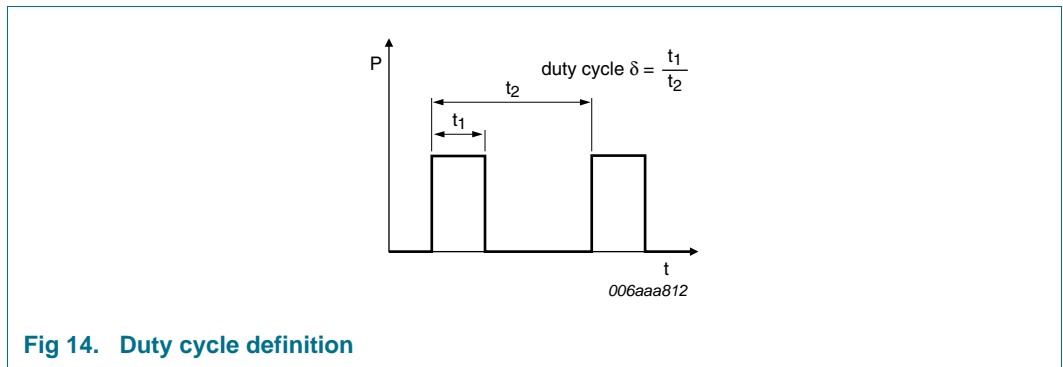 P
duty cycle δ = t1
t2
t2
t1
t
006aaa812
Fig 14. Duty cycle definition